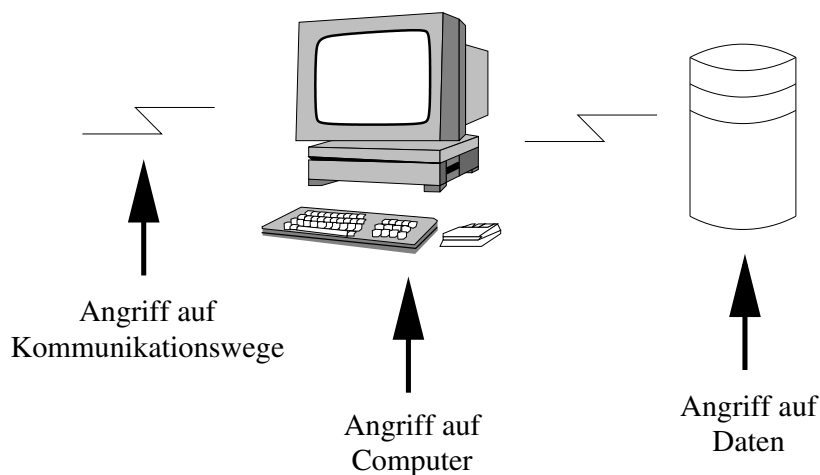 Angriff auf
Kommunikationswege
Angriff auf
Computer
Angriff auf
Daten